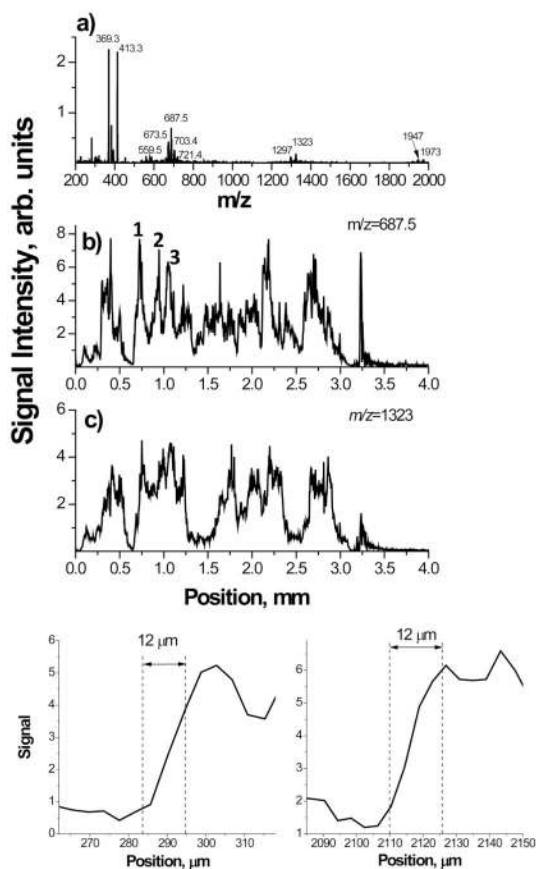 a)
369.3
413.3
2
1
0
687.5
673.5
703.4
559.5
721.4
1297
1323
1947
1973
200 400 600 800 1000 1200 1400 1600 1800 2000
m/z
Signal Intensity, arb. units
b)
m/z=687.5
1
2
3
8
6
4
2
0.0 0.5 1.0 1.5 2.0 2.5 3.0 3.5 4.0
c)
m/z=1323
6
4
2
0
0.0 0.5 1.0 1.5 2.0 2.5 3.0 3.5 4.0
Position, mm
12 µm
6
5
4
3
2
1
0
Signal
270 280 290 300 310
Position, µm
12 µm
7
6
5
4
3
2
1
2090 2100 2110 2120 2130 2140 2150
Position, µm